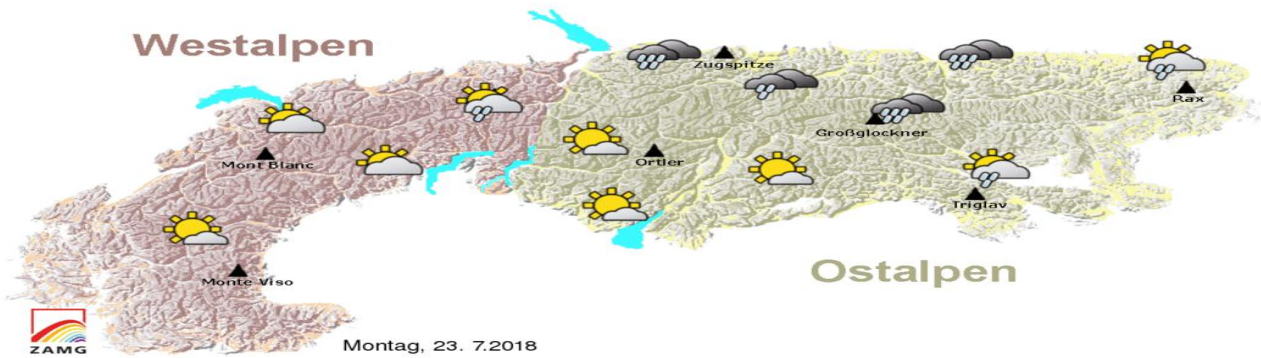 Westalpen
Zugspitze
Rax
Großglockner
Mont Blanc
Ortler
Triglav
Monte Viso
Ostalpen
ZAMG
Montag, 23. 7.2018